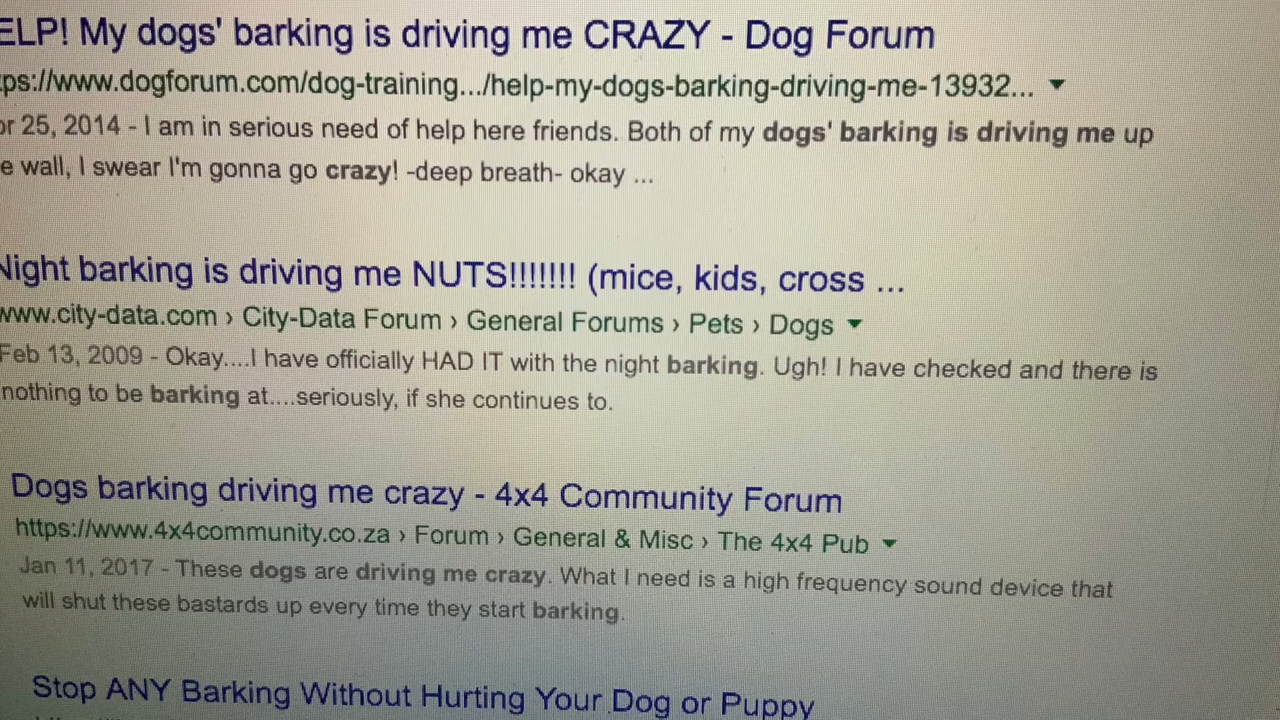 ELP! My dogs' barking is driving me CRAZY - Dog Forum
ps://www.dogforum.com/dog-training.../help-my-dogs-barking-driving-me-13932...
or 25, 2014 - I am in serious need of help here friends. Both of my dogs' barking is driving me up
e wall, I swear I'm gonna go crazy! -deep breath- okay ...
Night barking is driving me NUTS!!!!!!! (mice, kids, cross ...
www.city-data.com › City-Data Forum › General Forums › Pets › Dogs
Feb 13, 2009 - Okay....I have officially HAD IT with the night barking. Ugh! I have checked and there is
nothing to be barking at....seriously, if she continues to.
Dogs barking driving me crazy - 4x4 Community Forum
https://www.4x4community.co.za › Forum › General & Misc › The 4x4 Pub
Jan 11, 2017 - These dogs are driving me crazy. What I need is a high frequency sound device that
will shut these bastards up every time they start barking.
Stop ANY Barking Without Hurting Your Dog or Puppy